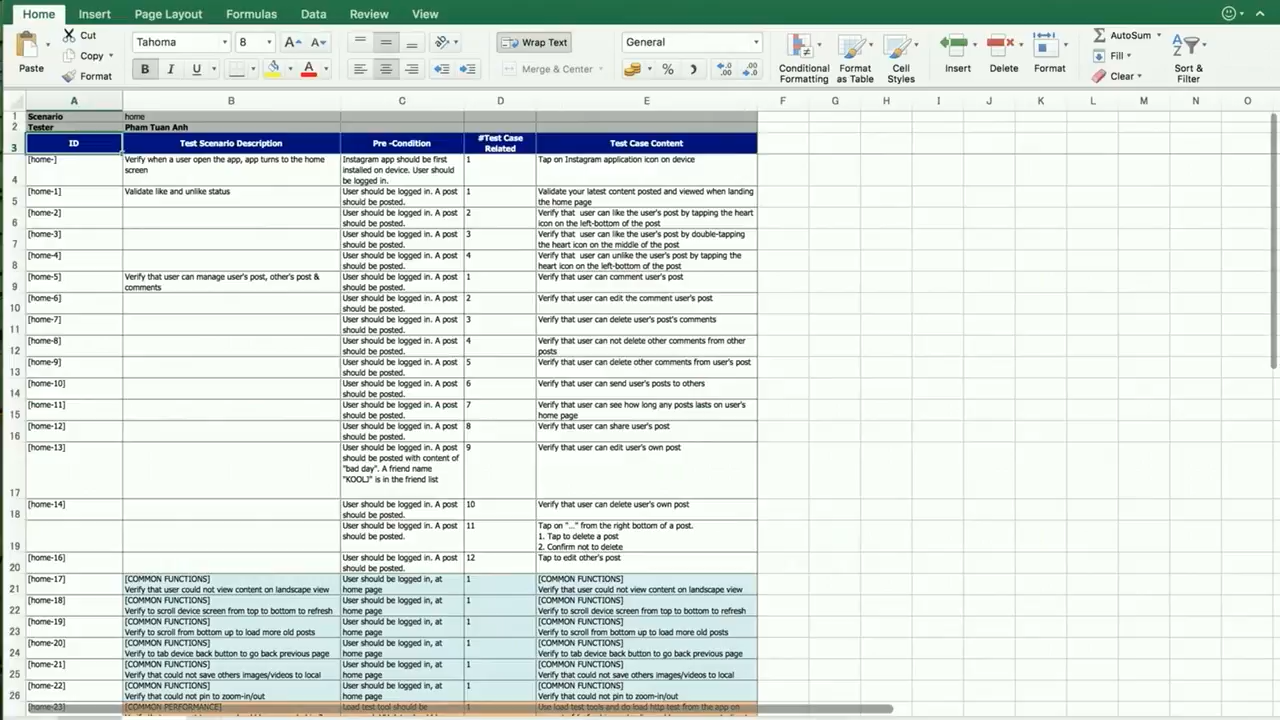 Home Insert Page Layout Formulas Data Review View
Cut
Copy
Format
Paste
Tahoma 8 Wrap Text General
B I U A Merge & Center
Conditional Formatting
Format as Table
Cell Styles
Insert Delete Format
AutoSum
Fill
Clear
Sort & Filter
A B C D E F G H I J K L M N O
1 Scenario home
2 Tester Pham Tuan Anh
3 ID Test Scenario Description Pre -Condition #Test Case Related Test Case Content
4 [home-] Verify when a user open the app, app turns to the home screen Instagram app should be first installed on device. User should be logged in. 1 Tap on Instagram application icon on device
5 [home-1] Validate like and unlike status User should be logged in. A post should be posted. 1 Validate your latest content posted and viewed when landing the home page
6 [home-2] User should be logged in. A post should be posted. 2 Verify that user can like the user's post by tapping the heart icon on the left-bottom of the post
7 [home-3] User should be logged in. A post should be posted. 3 Verify that user can like the user's post by double-tapping the heart icon on the middle of the post
8 [home-4] User should be logged in. A post should be posted. 4 Verify that user can unlike the user's post by tapping the heart icon on the left-bottom of the post
9 [home-5] Verify that user can manage user's post, other's post & comments User should be logged in. A post should be posted. 1 Verify that user can comment user's post
10 [home-6] User should be logged in. A post should be posted. 2 Verify that user can edit the comment user's post
11 [home-7] User should be logged in. A post should be posted. 3 Verify that user can delete user's post's comments
12 [home-8] User should be logged in. A post should be posted. 4 Verify that user can not delete other comments from other posts
13 [home-9] User should be logged in. A post should be posted. 5 Verify that user can delete other comments from user's post
14 [home-10] User should be logged in. A post should be posted. 6 Verify that user can send user's posts to others
15 [home-11] User should be logged in. A post should be posted. 7 Verify that user can see how long any posts lasts on user's home page
16 [home-12] User should be logged in. A post should be posted. 8 Verify that user can share user's post
17 [home-13] User should be logged in. A post should be posted with content of "bad day". A friend name "KOOLJ" is in the friend list 9 Verify that user can edit user's own post
18 [home-14] User should be logged in. A post should be posted. 10 Verify that user can delete user's own post
19 User should be logged in. A post should be posted. 11 Tap on "..." from the right bottom of a post.
1. Tap to delete a post
2. Confirm not to delete
20 [home-16] User should be logged in. A post should be posted. 12 Tap to edit other's post
21 [home-17] [COMMON FUNCTIONS] Verify that user could not view content on landscape view User should be logged in, at home page 1 [COMMON FUNCTIONS] Verify that user could not view content on landscape view
22 [home-18] [COMMON FUNCTIONS] Verify to scroll device screen from top to bottom to refresh User should be logged in, at home page 1 [COMMON FUNCTIONS] Verify to scroll device screen from top to bottom to refresh
23 [home-19] [COMMON FUNCTIONS] Verify to scroll from bottom up to load more old posts User should be logged in, at home page 1 [COMMON FUNCTIONS] Verify to scroll from bottom up to load more old posts
24 [home-20] [COMMON FUNCTIONS] Verify to tab device back button to go back previous page User should be logged in, at home page 1 [COMMON FUNCTIONS] Verify to tab device back button to go back previous page
25 [home-21] [COMMON FUNCTIONS] Verify that could not save others images/videos to local User should be logged in, at home page 1 [COMMON FUNCTIONS] Verify that could not save others images/videos to local
26 [home-22] [COMMON FUNCTIONS] Verify that could not pin to zoom-in/out User should be logged in, at home page 1 [COMMON FUNCTIONS] Verify that could not pin to zoom-in/out
[home-23] [COMMON PERFORMANCE] Load test tool should be 1 Use load test tools and do load http test from the app on